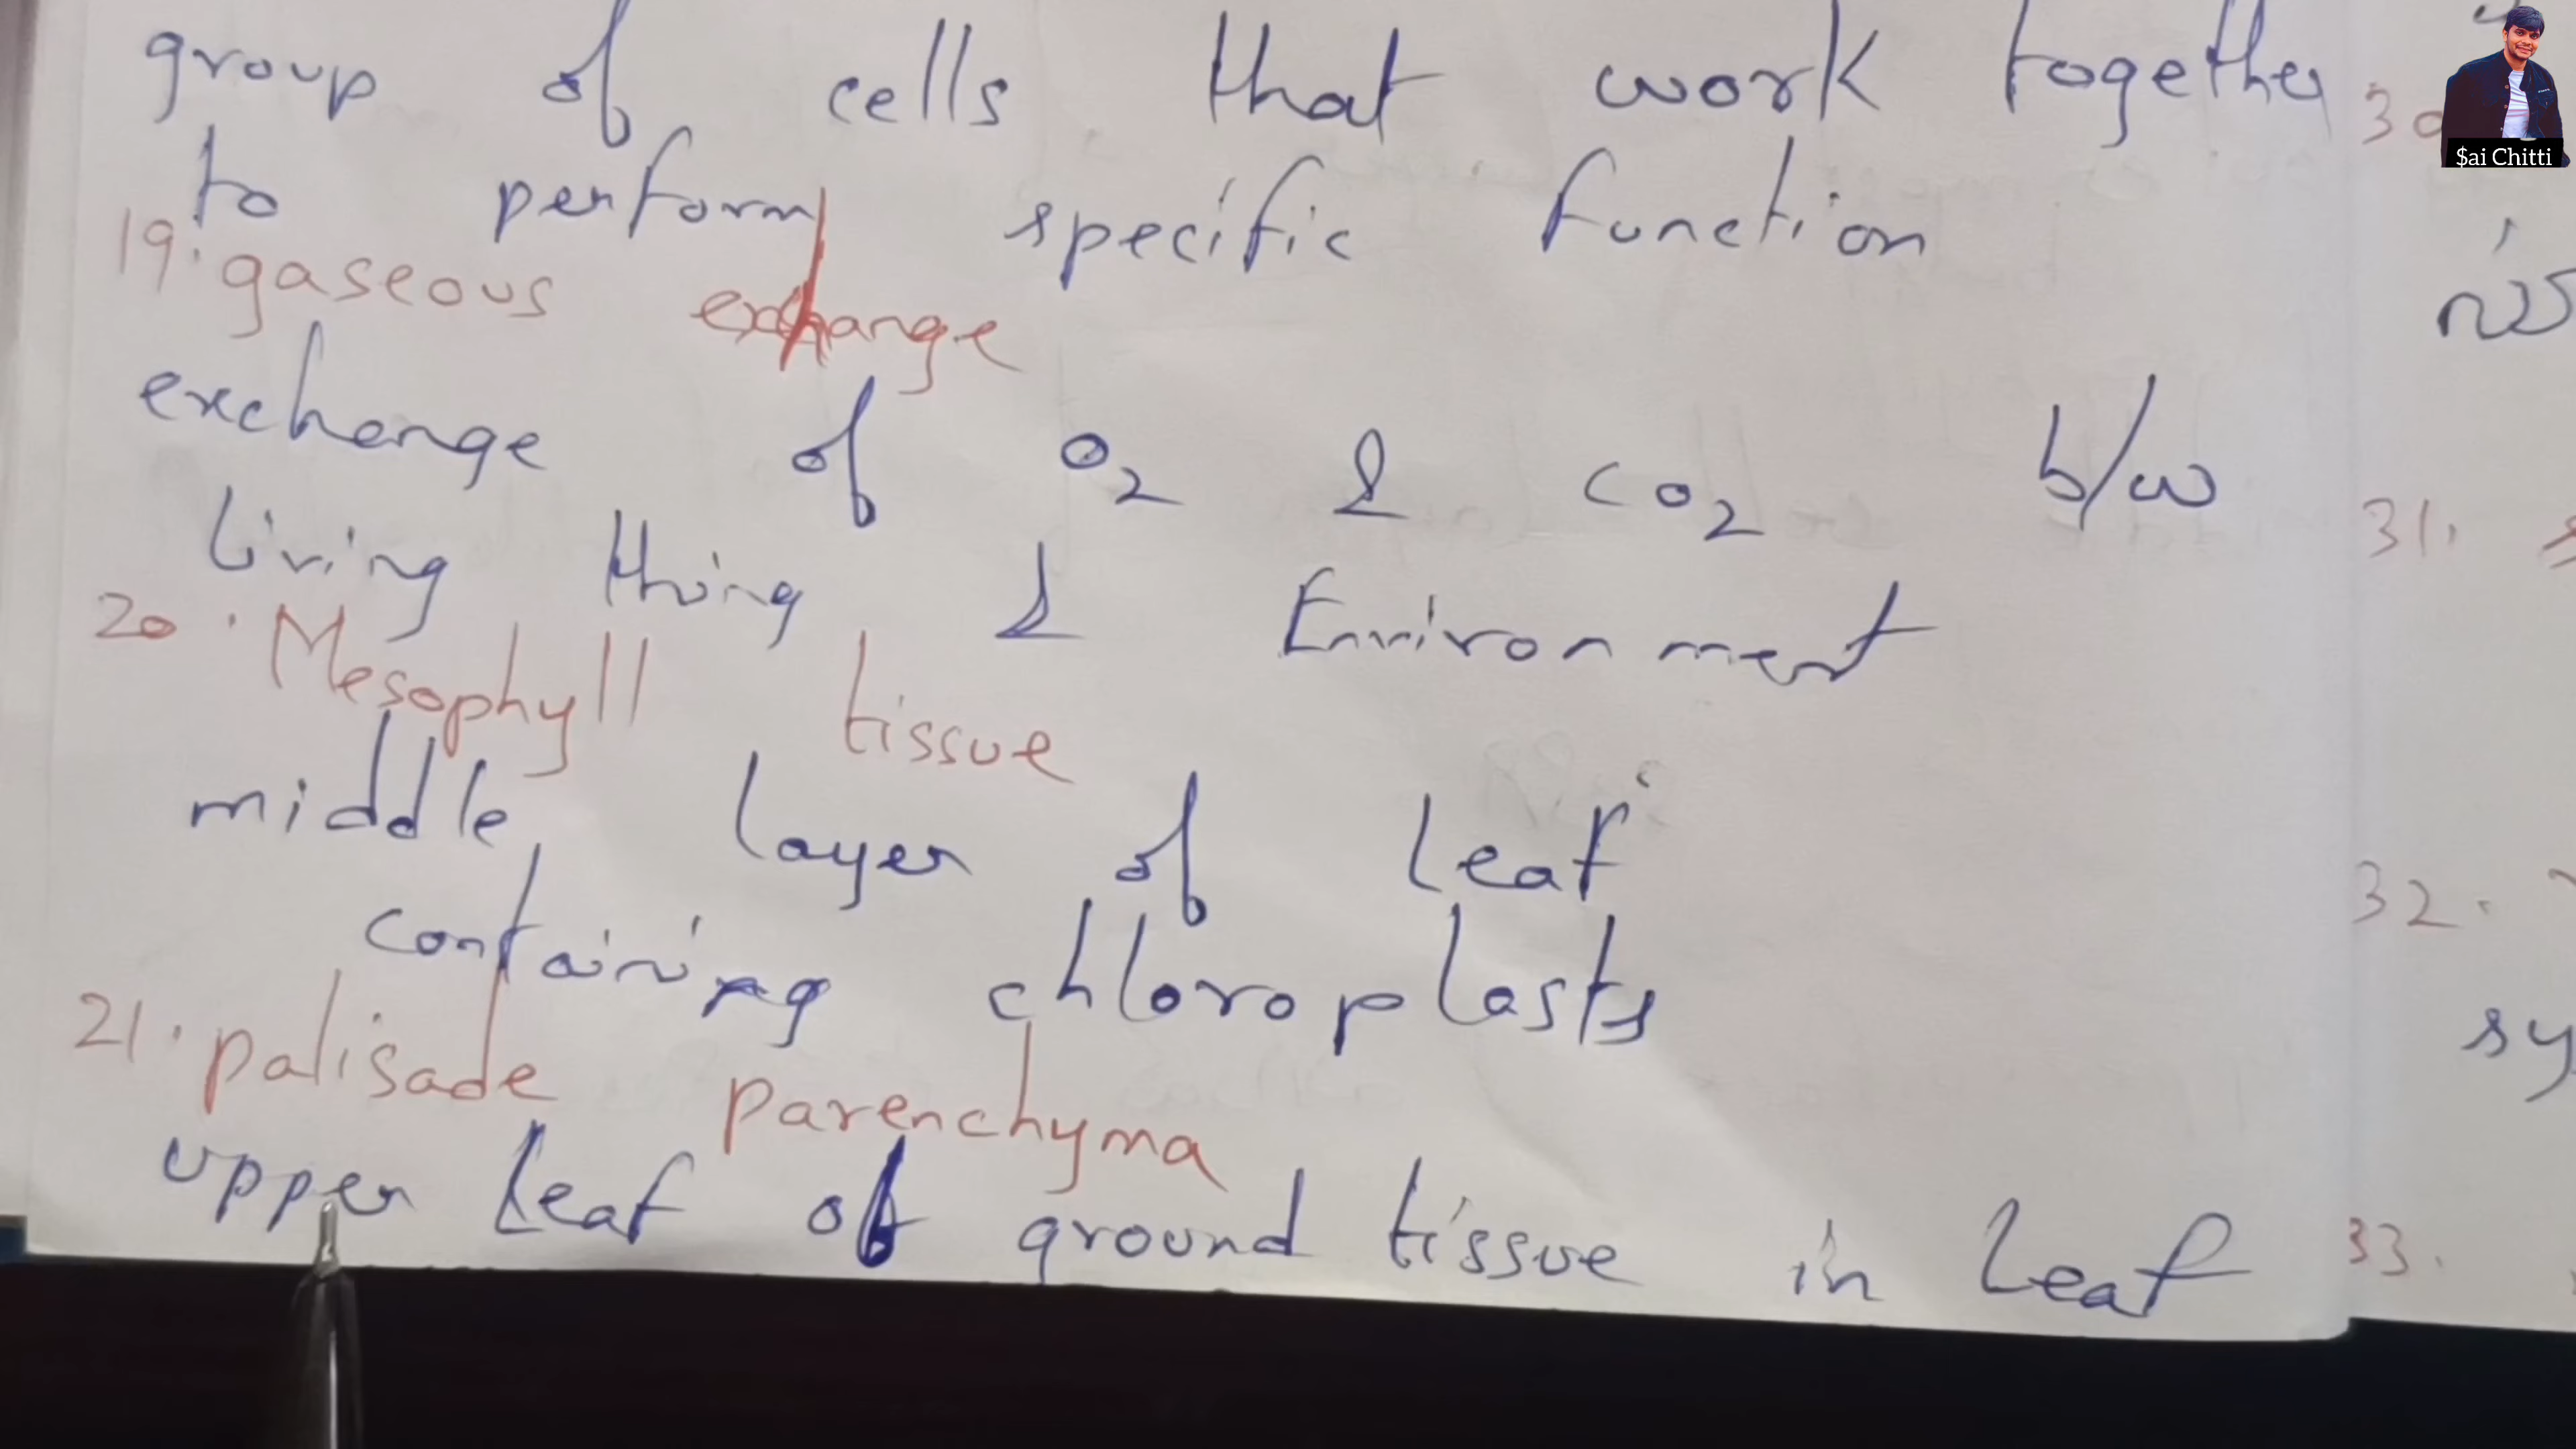 group of cells that work together
to perform specific function
19. gaseous exchange
exchenge of O2 & CO2 b/w
living thing & Environment
20. Mesophyll tissue
middle layer of leaf
containing chloroplasts
21. palisade parenchyma
upper leaf of ground tissue in leaf
$ai Chitti
31.
32.
sy
33.